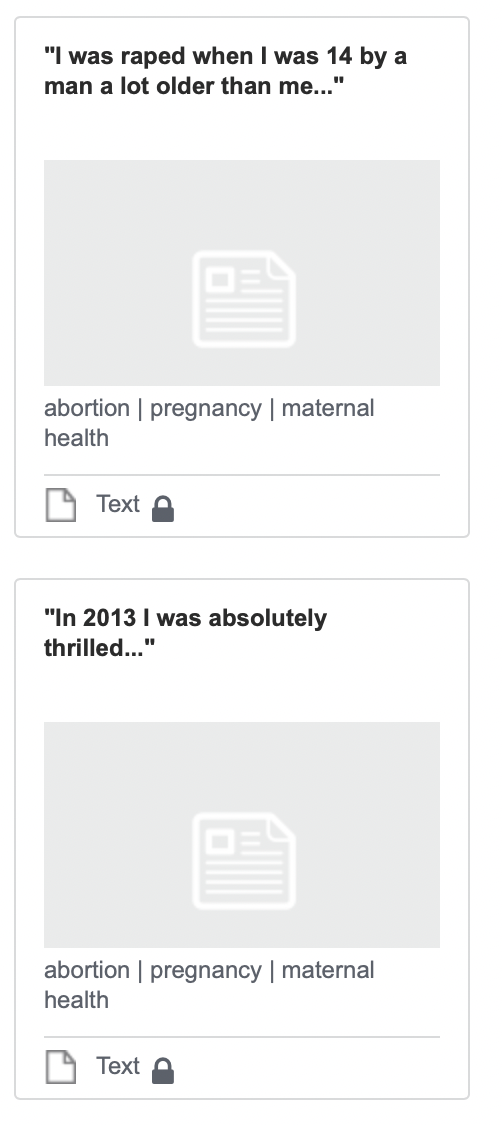 "I was raped when I was 14 by a
man a lot older than me..."
abortion | pregnancy | maternal
health
Text
"In 2013 I was absolutely
thrilled..."
abortion | pregnancy | maternal
health
Text